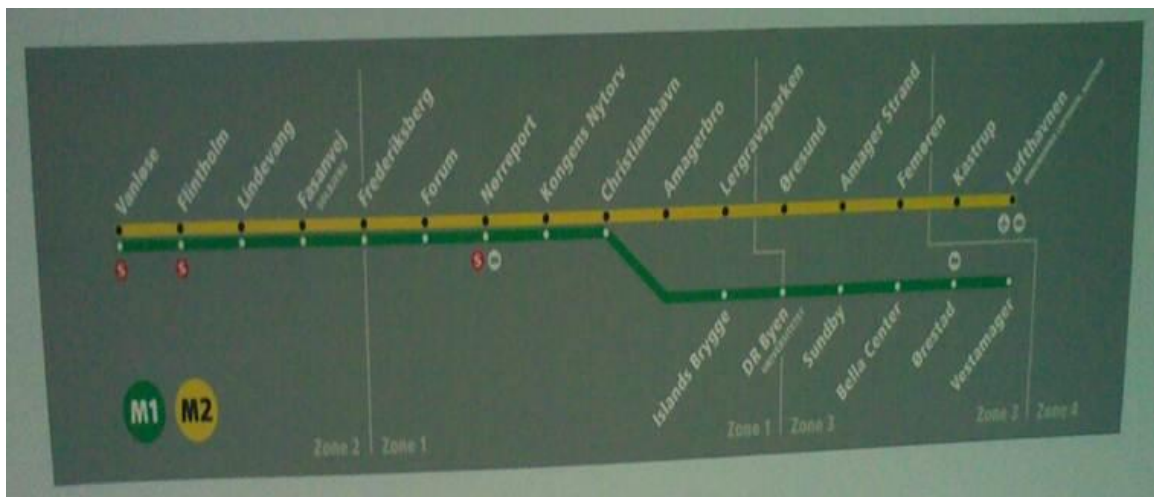 Vanløse
Flintholm
Lindevang
Fasanvej
Frederiksberg
Forum
Nørreport
Kongens Nytorv
Christianshavn
Amagerbro
Lergravsparken
Øresund
Amager Strand
Femøren
Kastrup
Lufthavnen
S
S
S
Islands Brygge
DR Byen
Sundby
Bella Center
Ørestad
Vestamager
M1 M2
Zone 2 Zone 1
Zone 1 Zone 3
Zone 3 Zone 4